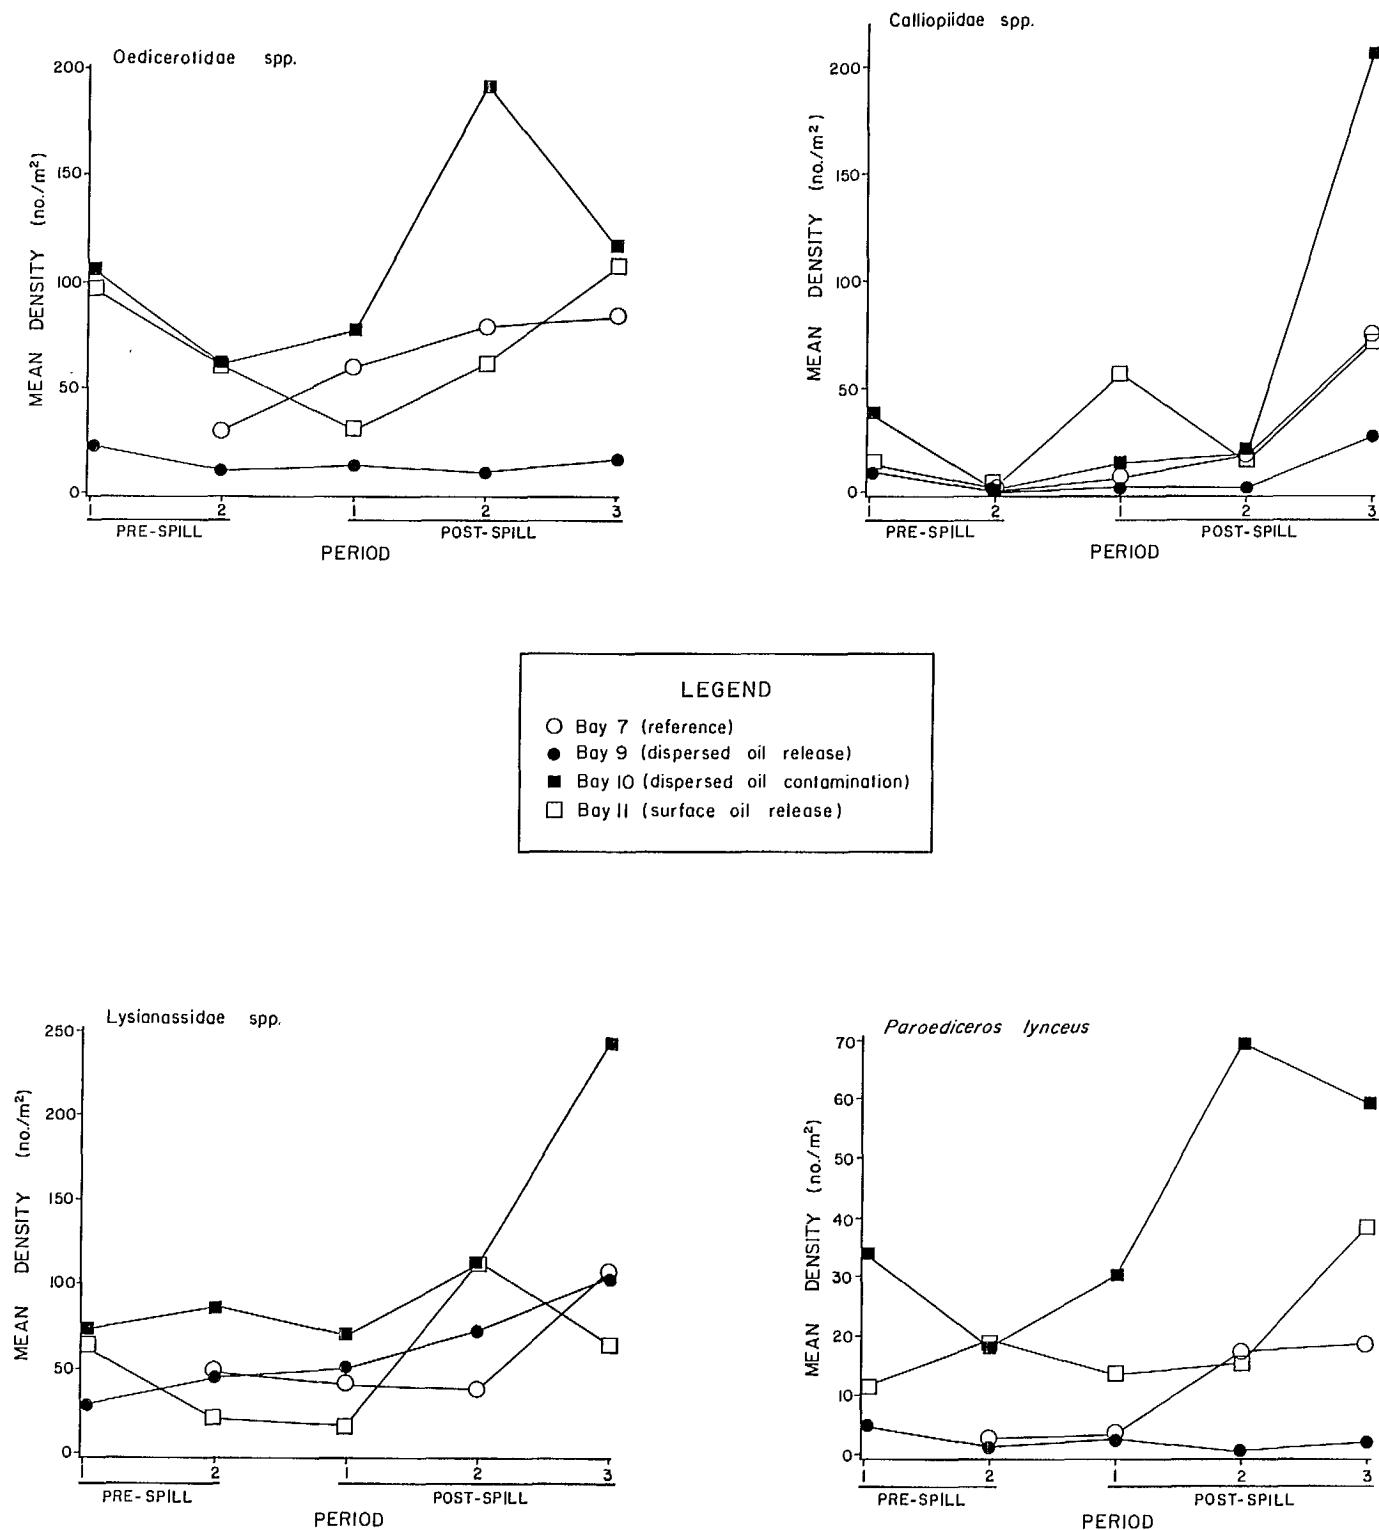 Oedicerotidae spp.
MEAN DENSITY (no./m²)
200
150
100
50
0
1 2 1 2 3
PRE-SPILL POST-SPILL
PERIOD
Calliopiidae spp.
MEAN DENSITY (no./m²)
200
150
100
50
0
1 2 1 2 3
PRE-SPILL POST-SPILL
PERIOD
LEGEND
Bay 7 (reference)
Bay 9 (dispersed oil release)
Bay 10 (dispersed oil contamination)
Bay 11 (surface oil release)
Lysianassidae spp.
MEAN DENSITY (no./m²)
250
200
150
100
50
0
1 2 1 2 3
PRE-SPILL POST-SPILL
PERIOD
Paroediceros lynceus
MEAN DENSITY (no./m²)
70
60
50
40
30
20
10
0
1 2 1 2 3
PRE-SPILL POST-SPILL
PERIOD